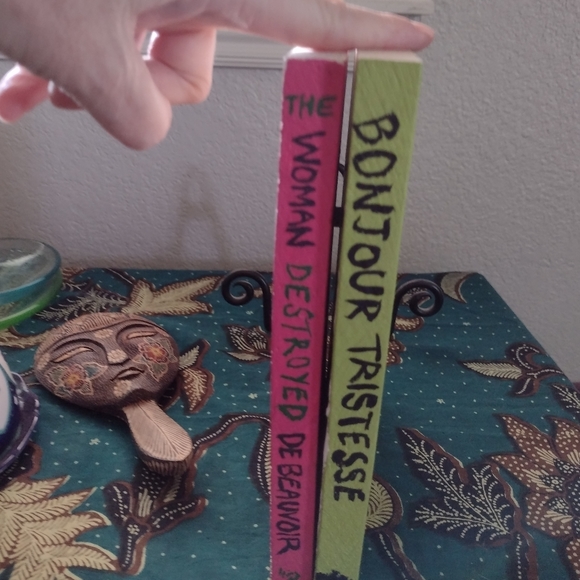 THE WOMAN DESTROYED DE BEAUVOIR
BONJOUR TRISTESSE